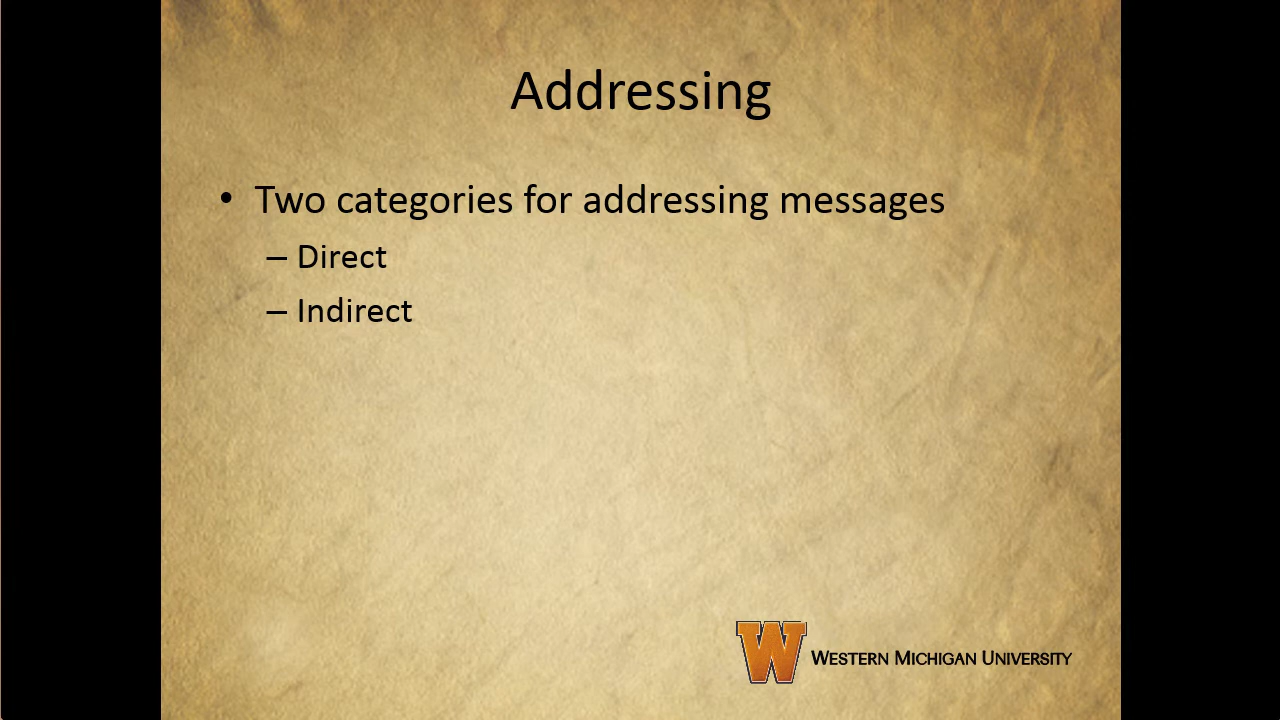 Addressing
• Two categories for addressing messages
– Direct
– Indirect
W WESTERN MICHIGAN UNIVERSITY